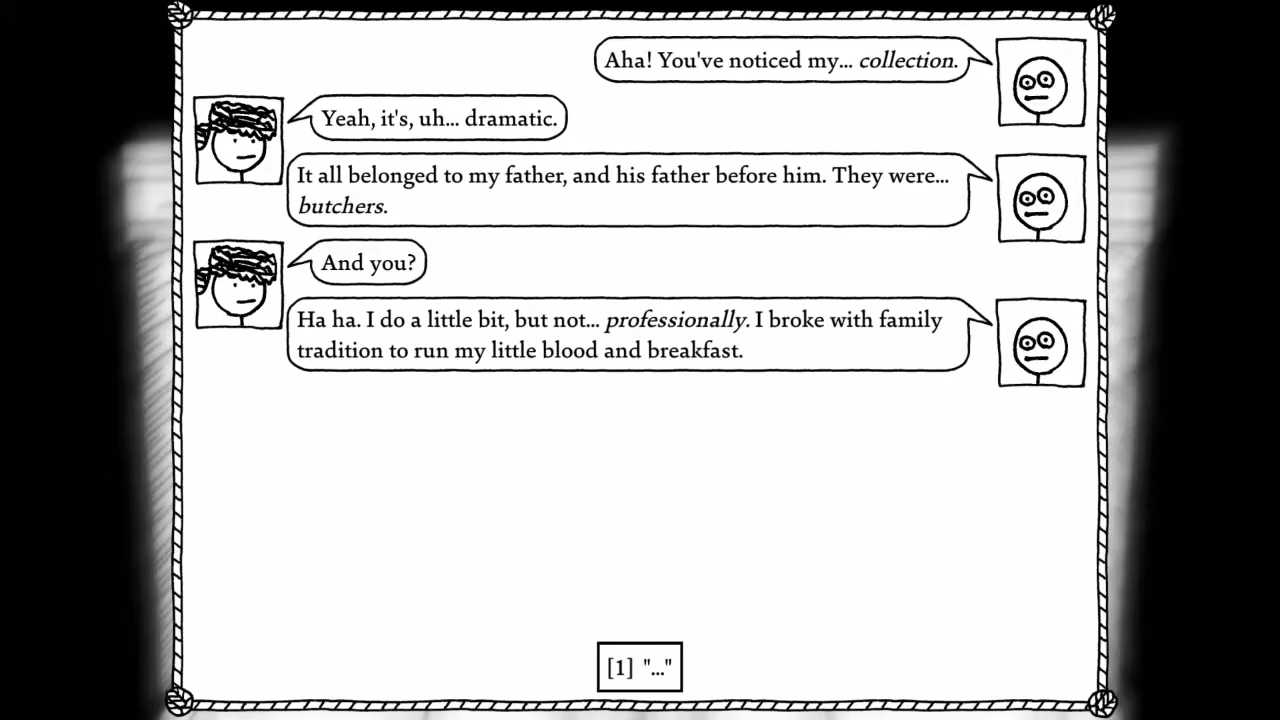 Aha! You've noticed my... collection.
Yeah, it's, uh... dramatic.
It all belonged to my father, and his father before him. They were...
butchers.
And you?
Ha ha. I do a little bit, but not... professionally. I broke with family
tradition to run my little blood and breakfast.
[1] "..."